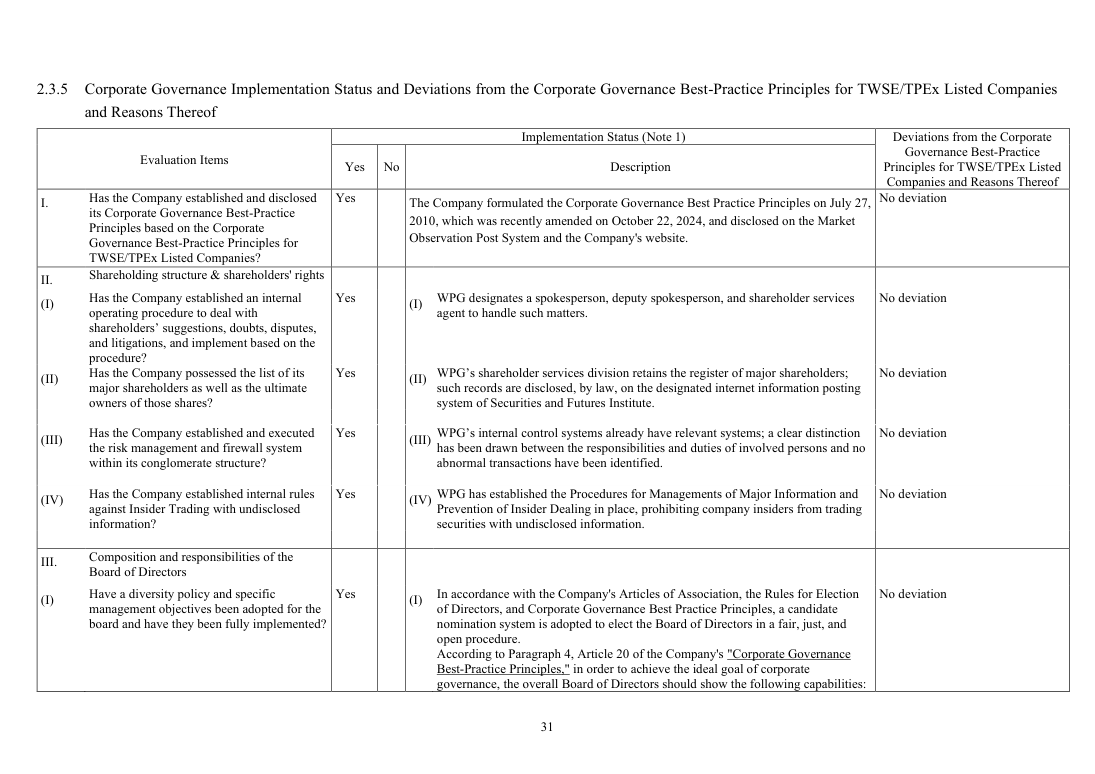 2.3.5 Corporate Governance Implementation Status and Deviations from the Corporate Governance Best-Practice Principles for TWSE/TPEx Listed Companies
and Reasons Thereof
Evaluation Items
Implementation Status (Note 1)
Yes
No
Description
Deviations from the Corporate
Governance Best-Practice
Principles for TWSE/TPEx Listed
Companies and Reasons Thereof
I.
Has the Company established and disclosed
its Corporate Governance Best-Practice
Principles based on the Corporate
Governance Best-Practice Principles for
TWSE/TPEx Listed Companies?
Yes
The Company formulated the Corporate Governance Best Practice Principles on July 27,
2010, which was recently amended on October 22, 2024, and disclosed on the Market
Observation Post System and the Company's website.
No deviation
II.
Shareholding structure & shareholders' rights
(I)
Has the Company established an internal
operating procedure to deal with
shareholders’ suggestions, doubts, disputes,
and litigations, and implement based on the
procedure?
Yes
(I) WPG designates a spokesperson, deputy spokesperson, and shareholder services
agent to handle such matters.
No deviation
(II)
Has the Company possessed the list of its
major shareholders as well as the ultimate
owners of those shares?
Yes
(II) WPG’s shareholder services division retains the register of major shareholders;
such records are disclosed, by law, on the designated internet information posting
system of Securities and Futures Institute.
No deviation
(III)
Has the Company established and executed
the risk management and firewall system
within its conglomerate structure?
Yes
(III) WPG’s internal control systems already have relevant systems; a clear distinction
has been drawn between the responsibilities and duties of involved persons and no
abnormal transactions have been identified.
No deviation
(IV)
Has the Company established internal rules
against Insider Trading with undisclosed
information?
Yes
(IV) WPG has established the Procedures for Managements of Major Information and
Prevention of Insider Dealing in place, prohibiting company insiders from trading
securities with undisclosed information.
No deviation
III.
Composition and responsibilities of the
Board of Directors
(I)
Have a diversity policy and specific
management objectives been adopted for the
board and have they been fully implemented?
Yes
(I) In accordance with the Company's Articles of Association, the Rules for Election
of Directors, and Corporate Governance Best Practice Principles, a candidate
nomination system is adopted to elect the Board of Directors in a fair, just, and
open procedure.
According to Paragraph 4, Article 20 of the Company's "Corporate Governance
Best-Practice Principles," in order to achieve the ideal goal of corporate
governance, the overall Board of Directors should show the following capabilities:
No deviation
31